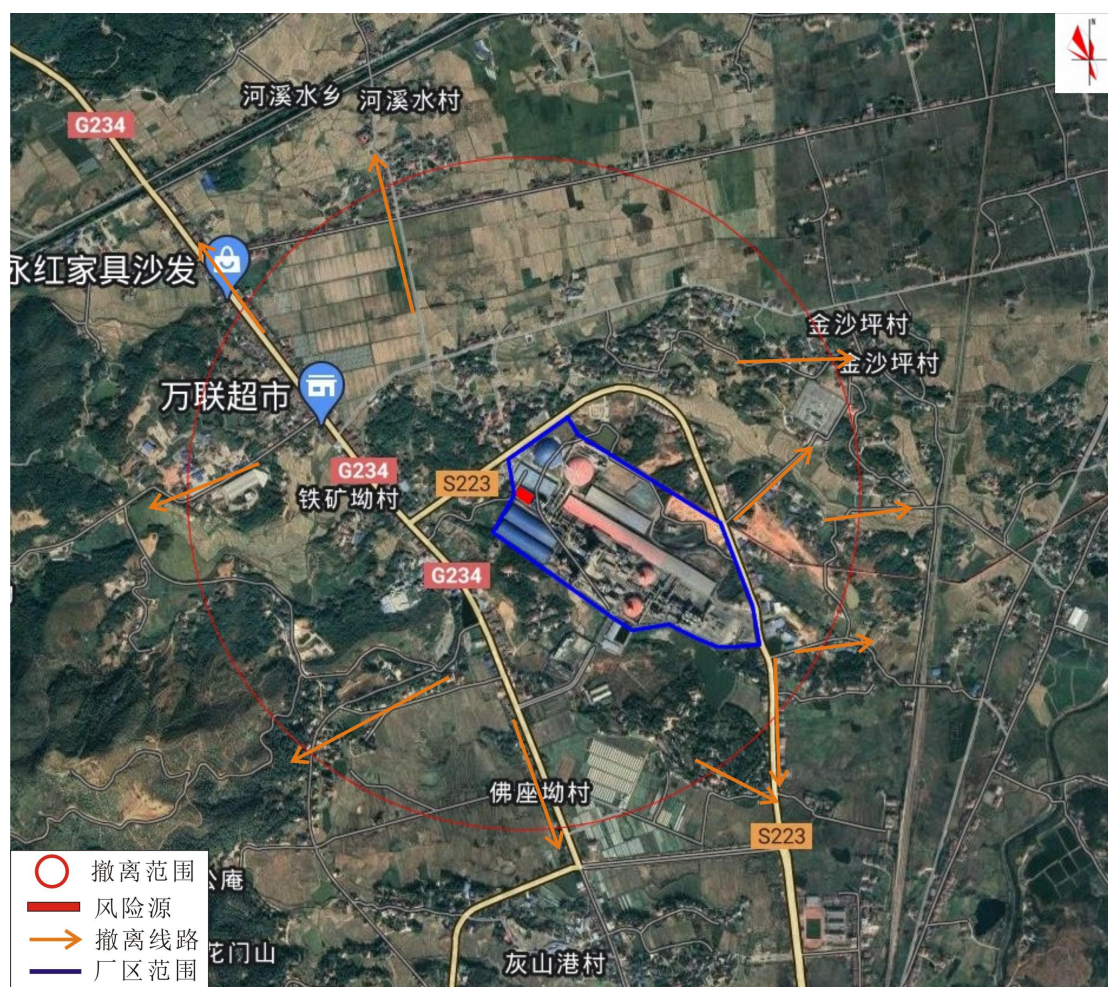 N
河溪水乡
河溪水村
G234
永红家具沙发
金沙坪村
金沙坪村
万联超市
G234
S223
铁矿坳村
G234
佛座坳村
S223
公庵
花门山
灰山港村
撤离范围
风险源
撤离线路
厂区范围